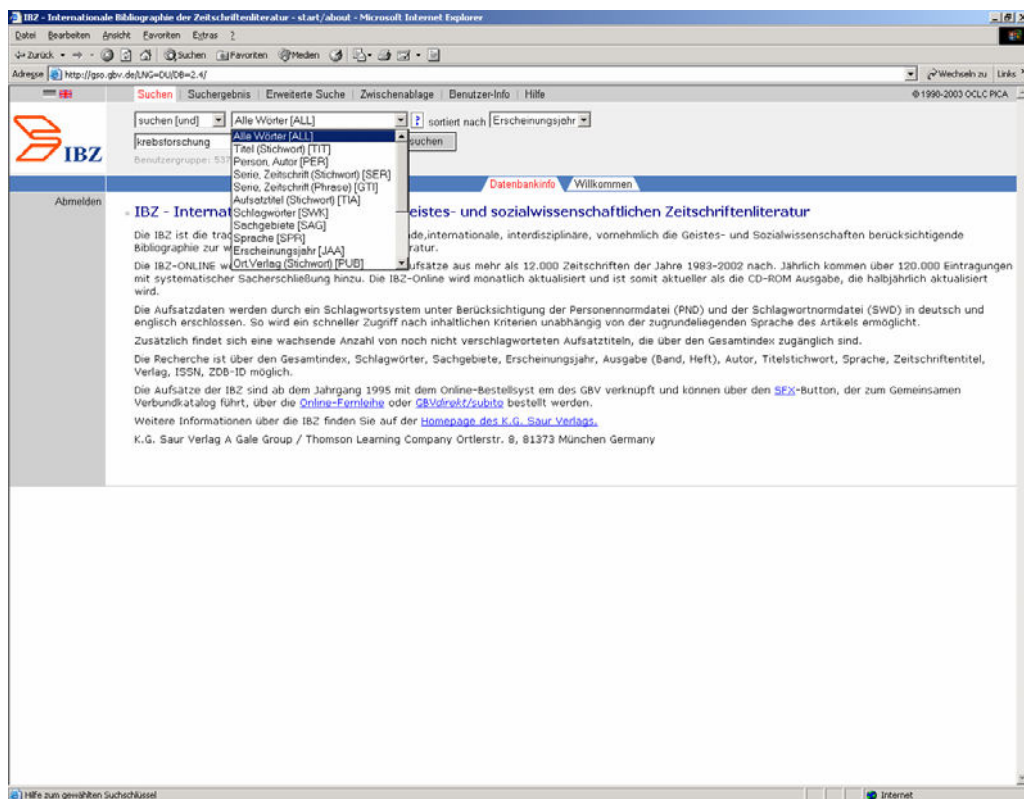 IBZ - Internationale Bibliographie der Zeitschriftenliteratur - start/about - Microsoft Internet Explorer
Datei Bearbeiten Ansicht Favoriten Extras ?
Zurück Suchen Favoriten Medien
Adresse http://gso.gbv.de/LNG=DU/DB=2.4/ Wechseln zu Links
Suchen | Suchergebnis | Erweiterte Suche | Zwischenablage | Benutzer-Info | Hilfe © 1998-2003 OCLC PICA
suchen [und] Alle Wörter [ALL] ? sortiert nach Erscheinungsjahr
krebsforschung suchen
Benutzergruppe: 537
IBZ
Alle Wörter [ALL]
Titel (Stichwort) [TIT]
Person, Autor [PER]
Serie, Zeitschrift (Stichwort) [SER]
Serie, Zeitschrift (Phrase) [GTI]
Aufsatztitel (Stichwort) [TIA]
Schlagwörter [SWK]
Sachgebiete [SAG]
Sprache [SPR]
Erscheinungsjahr [JAA]
Ort,Verlag (Stichwort) [PUB]
Datenbankinfo Willkommen
Abmelden
IBZ - Internat eistes- und sozialwissenschaftlichen Zeitschriftenliteratur
Die IBZ ist die trad de,internationale, interdisziplinäre, vornehmlich die Geistes- und Sozialwissenschaften berücksichtigende
Bibliographie zur w ratur.
Die IBZ-ONLINE w ufsätze aus mehr als 12.000 Zeitschriften der Jahre 1983-2002 nach. Jährlich kommen über 120.000 Eintragungen
mit systematischer Sacherschließung hinzu. Die IBZ-Online wird monatlich aktualisiert und ist somit aktueller als die CD-ROM Ausgabe, die halbjährlich aktualisiert
wird.
Die Aufsatzdaten werden durch ein Schlagwortsystem unter Berücksichtigung der Personennormdatei (PND) und der Schlagwortnormdatei (SWD) in deutsch und
englisch erschlossen. So wird ein schneller Zugriff nach inhaltlichen Kriterien unabhängig von der zugrundeliegenden Sprache des Artikels ermöglicht.
Zusätzlich findet sich eine wachsende Anzahl von noch nicht verschlagworteten Aufsatztiteln, die über den Gesamtindex zugänglich sind.
Die Recherche ist über den Gesamtindex, Schlagwörter, Sachgebiete, Erscheinungsjahr, Ausgabe (Band, Heft), Autor, Titelstichwort, Sprache, Zeitschriftentitel,
Verlag, ISSN, ZDB-ID möglich.
Die Aufsätze der IBZ sind ab dem Jahrgang 1995 mit dem Online-Bestellsyst em des GBV verknüpft und können über den SFX-Button, der zum Gemeinsamen
Verbundkatalog führt, über die Online-Fernleihe oder GBVdirekt/subito bestellt werden.
Weitere Informationen über die IBZ finden Sie auf der Homepage des K.G. Saur Verlags.
K.G. Saur Verlag A Gale Group / Thomson Learning Company Ortlerstr. 8, 81373 München Germany
Hilfe zum gewählten Suchschlüssel Internet